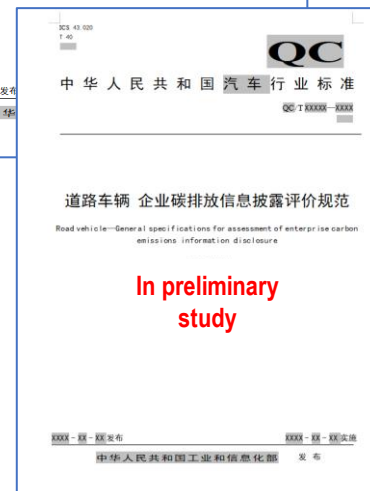 ICS 43.020
T 40
QC
中华人民共和国汽车行业标准
QC/T XXXXX—XXXX
道路车辆 企业碳排放信息披露评价规范
Road vehicle—General specifications for assessment of enterprise carbon
emissions information disclosure
In preliminary
study
XXXX-XX-XX发布
XXXX-XX-XX实施
中华人民共和国工业和信息化部 发布
发布
华